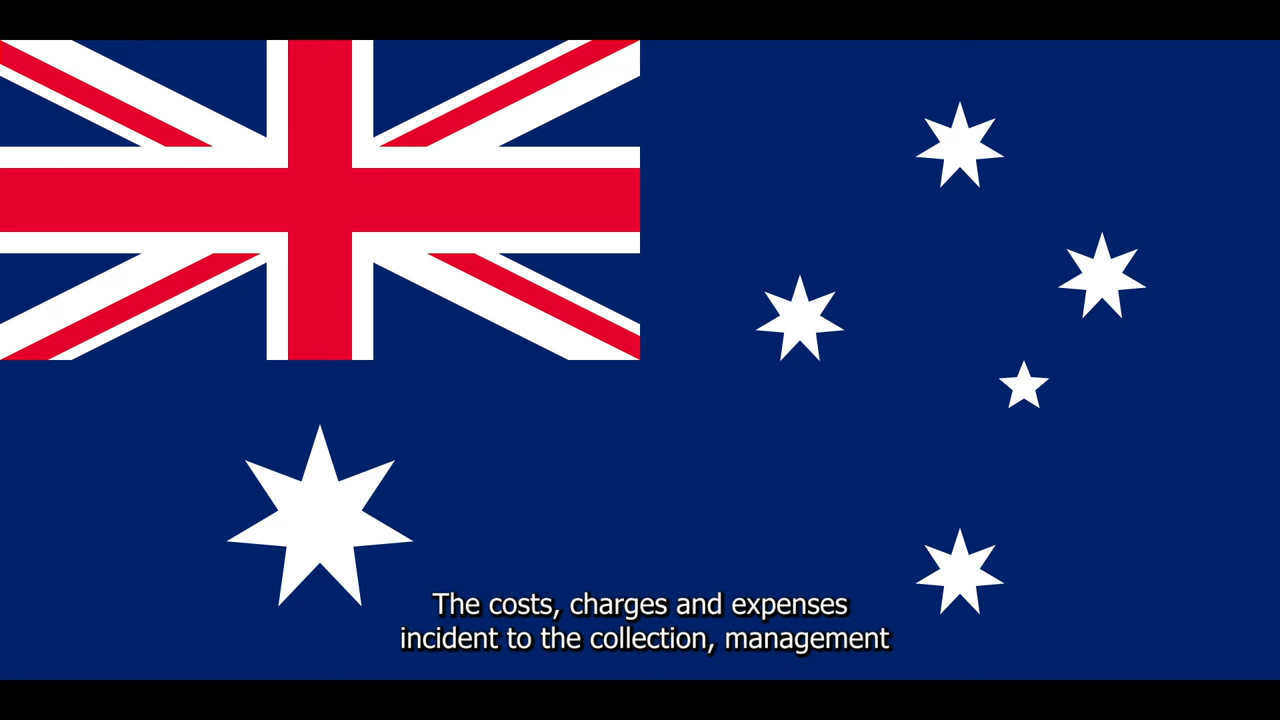 The costs, charges and expenses
incident to the collection, management